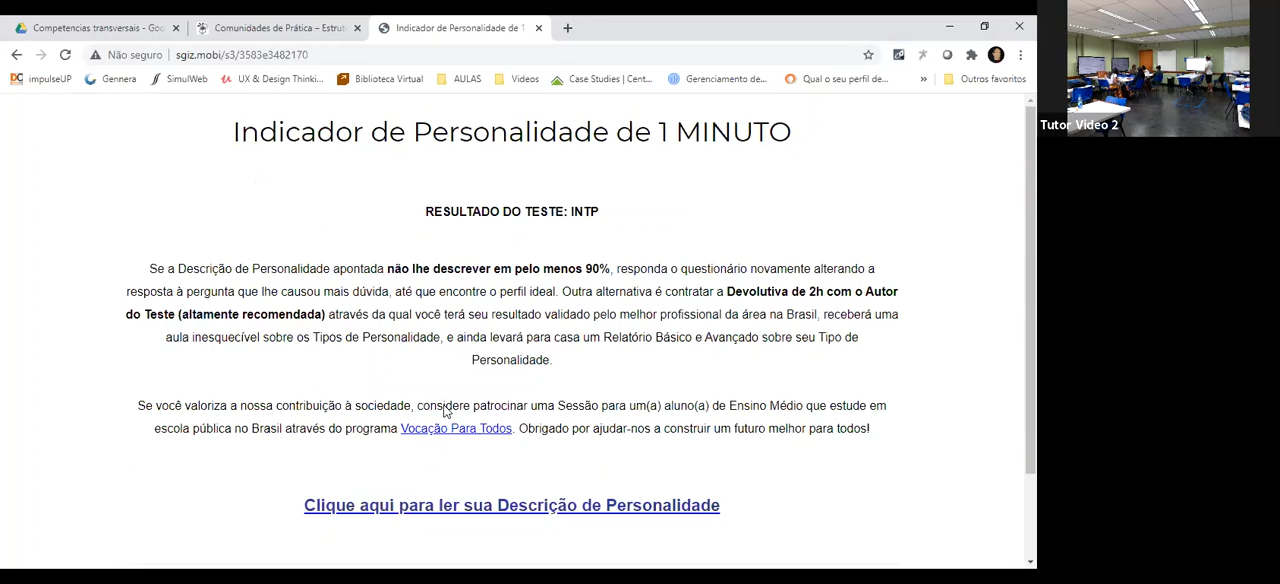 Competencias transversais - Goo
Comunidades de Prática – Estrutu
Indicador de Personalidade de 1
Não seguro | sgiz.mobi/s3/3583e3482170
impulseUP
Gennera
SimulWeb
UX & Design Thinki...
Biblioteca Virtual
AULAS
Videos
Case Studies | Cent...
Gerenciamento de...
Qual o seu perfil de...
»
Outros favoritos
Tutor Video 2
Indicador de Personalidade de 1 MINUTO
RESULTADO DO TESTE: INTP
Se a Descrição de Personalidade apontada não lhe descrever em pelo menos 90%, responda o questionário novamente alterando a
resposta à pergunta que lhe causou mais dúvida, até que encontre o perfil ideal. Outra alternativa é contratar a Devolutiva de 2h com o Autor
do Teste (altamente recomendada) através da qual você terá seu resultado validado pelo melhor profissional da área na Brasil, receberá uma
aula inesquecível sobre os Tipos de Personalidade, e ainda levará para casa um Relatório Básico e Avançado sobre seu Tipo de
Personalidade.
Se você valoriza a nossa contribuição à sociedade, considere patrocinar uma Sessão para um(a) aluno(a) de Ensino Médio que estude em
escola pública no Brasil através do programa Vocação Para Todos. Obrigado por ajudar-nos a construir um futuro melhor para todos!
Clique aqui para ler sua Descrição de Personalidade